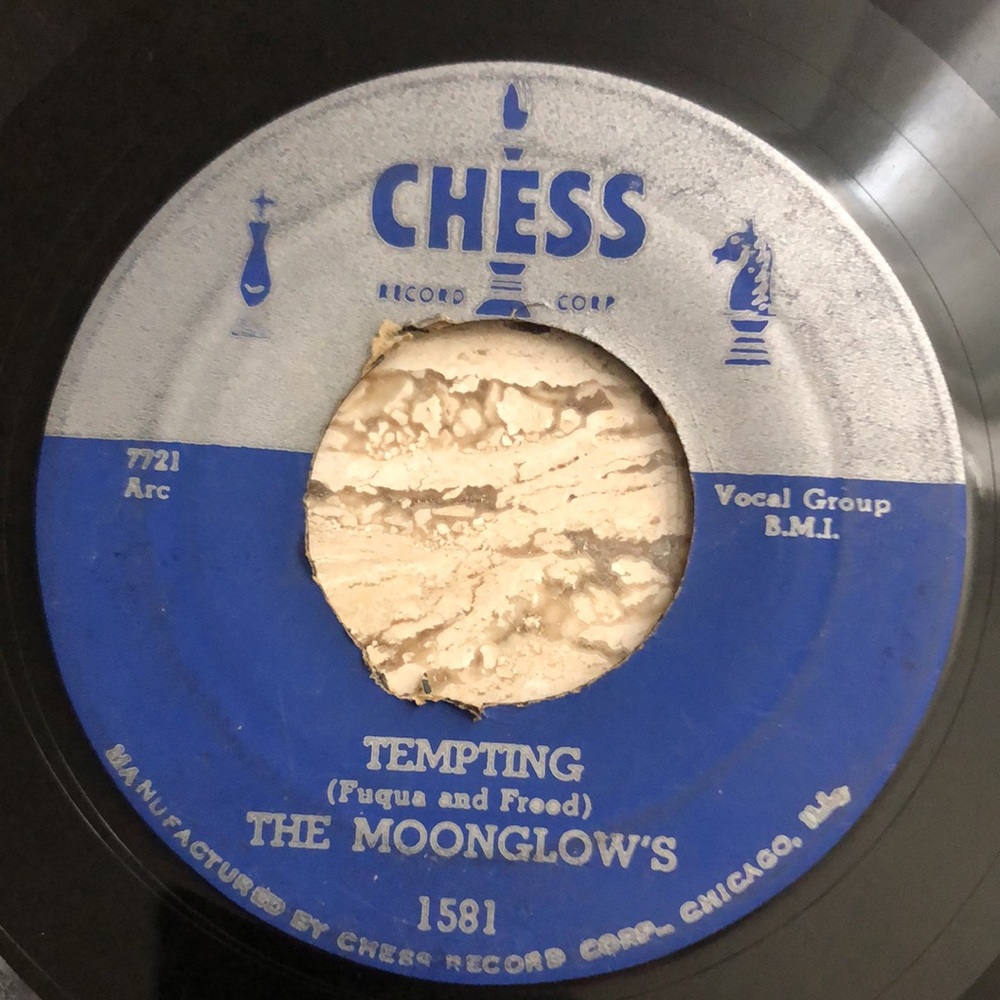 CHESS
RECORD CORP
7721
Arc
Vocal Group
B.M.I.
TEMPTING
(Fuqua and Freed)
THE MOONGLOW'S
1581
MANUFACTURED BY CHESS RECORD CORP., CHICAGO, Ills